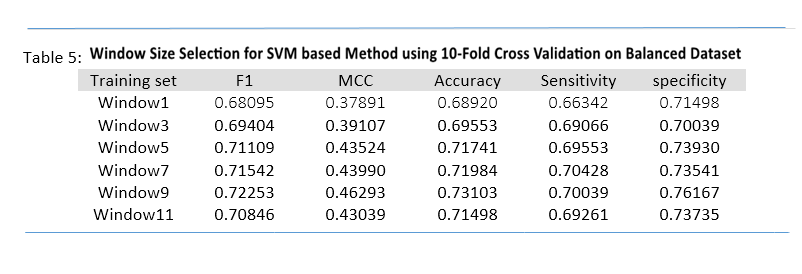 Table 5: Window Size Selection for SVM based Method using 10-Fold Cross Validation on Balanced Dataset
Training set F1 MCC Accuracy Sensitivity specificity
Window1 0.68095 0.37891 0.68920 0.66342 0.71498
Window3 0.69404 0.39107 0.69553 0.69066 0.70039
Window5 0.71109 0.43524 0.71741 0.69553 0.73930
Window7 0.71542 0.43990 0.71984 0.70428 0.73541
Window9 0.72253 0.46293 0.73103 0.70039 0.76167
Window11 0.70846 0.43039 0.71498 0.69261 0.73735